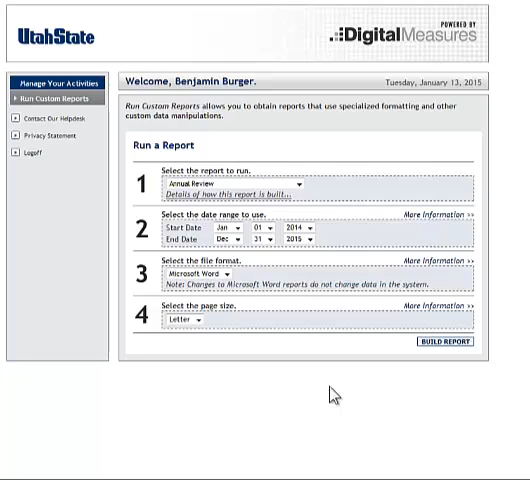 UtahState
POWERED BY
DigitalMeasures
Manage Your Activities
Run Custom Reports
Contact Our Helpdesk
Privacy Statement
Logoff
Welcome, Benjamin Burger.
Tuesday, January 13, 2015
Run Custom Reports allows you to obtain reports that use specialized formatting and other
custom data manipulations.
Run a Report
1
Select the report to run.
Annual Review
Details of how this report is built...
2
Select the date range to use. More Information >>
Start Date Jan 01 2014
End Date Dec 31 2015
3
Select the file format. More Information >>
Microsoft Word
Note: Changes to Microsoft Word reports do not change data in the system.
4
Select the page size. More Information >>
Letter
BUILD REPORT